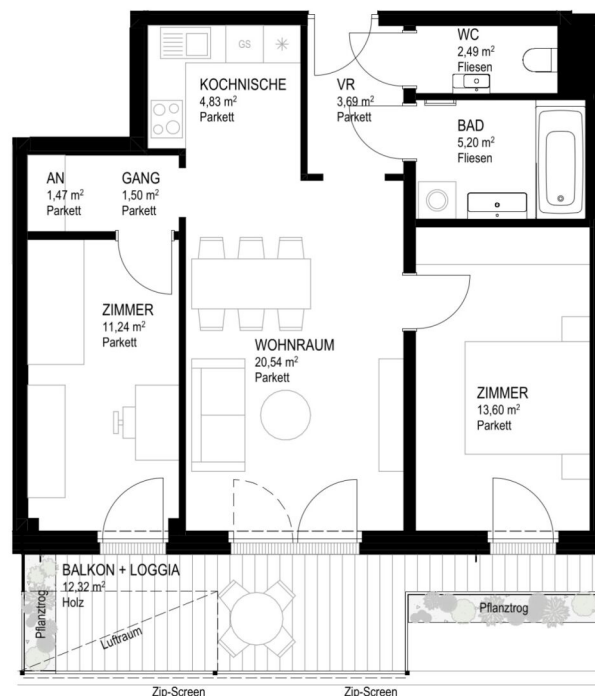 WC
2,49 m²
Fliesen
GS
KOCHNISCHE
4,83 m²
Parkett
VR
3,69 m²
Parkett
BAD
5,20 m²
Fliesen
AN
1,47 m²
Parkett
GANG
1,50 m²
Parkett
ZIMMER
11,24 m²
Parkett
WOHNRAUM
20,54 m²
Parkett
ZIMMER
13,60 m²
Parkett
BALKON + LOGGIA
12,32 m²
Holz
Pflanztrog
Luftraum
Pflanztrog
Zip-Screen
Zip-Screen